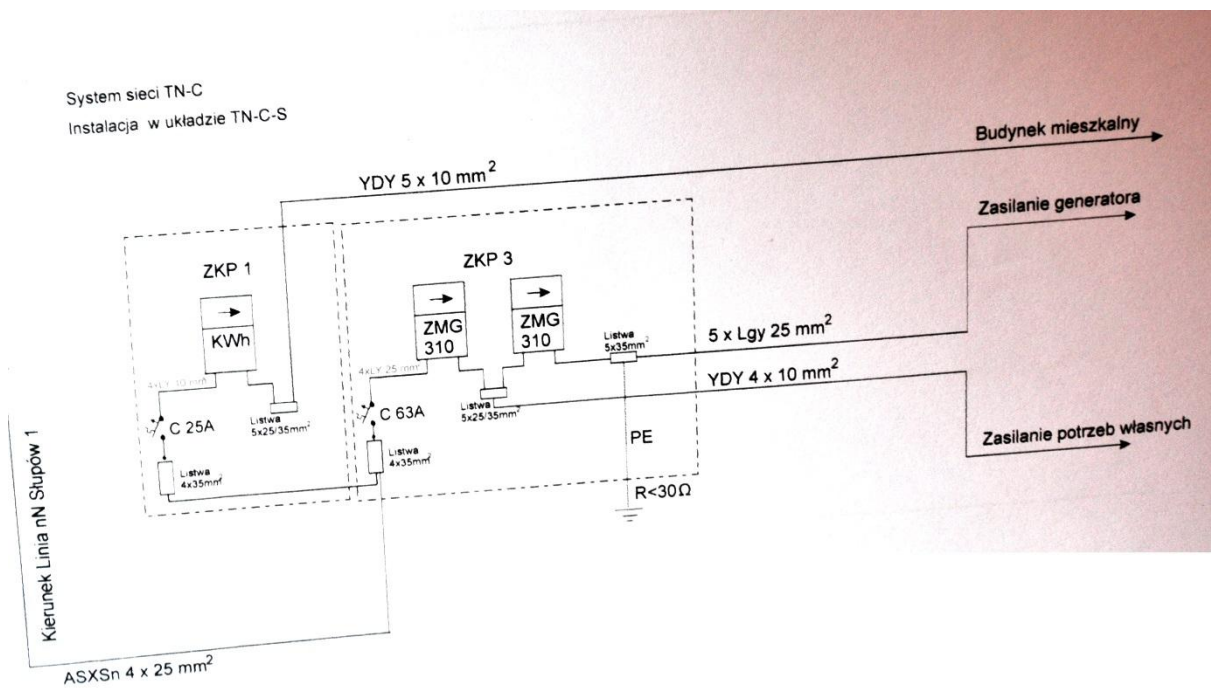 System sieci TN-C
Instalacja w układzie TN-C-S
YDY 5 x 10 mm²
Budynek mieszkalny
Zasilanie generatora
ZKP 1
ZKP 3
KWh
ZMG
310
ZMG
310
Listwa
5x35mm²
5 x Lgy 25 mm²
4xLY 10 mm²
4xLY 25 mm²
YDY 4 x 10 mm²
C 25A
Listwa
5x25/35mm²
C 63A
Listwa
5x25/35mm²
PE
Zasilanie potrzeb własnych
Listwa
4x35mm²
Listwa
4x35mm²
R<30Ω
Kierunek Linia nN Słupów 1
ASXSn 4 x 25 mm²